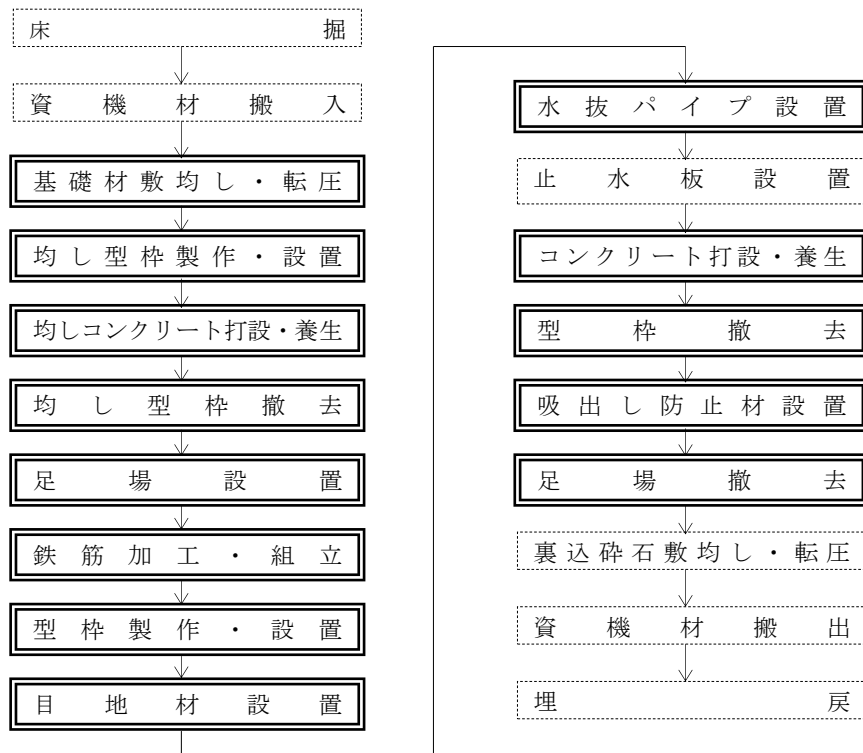 床掘
資機材搬入
基礎材敷均し・転圧
均し型枠製作・設置
均しコンクリート打設・養生
均し型枠撤去
足場設置
鉄筋加工・組立
型枠製作・設置
目地材設置
水抜パイプ設置
止水板設置
コンクリート打設・養生
型枠撤去
吸出し防止材設置
足場撤去
裏込砕石敷均し・転圧
資機材搬出
埋戻